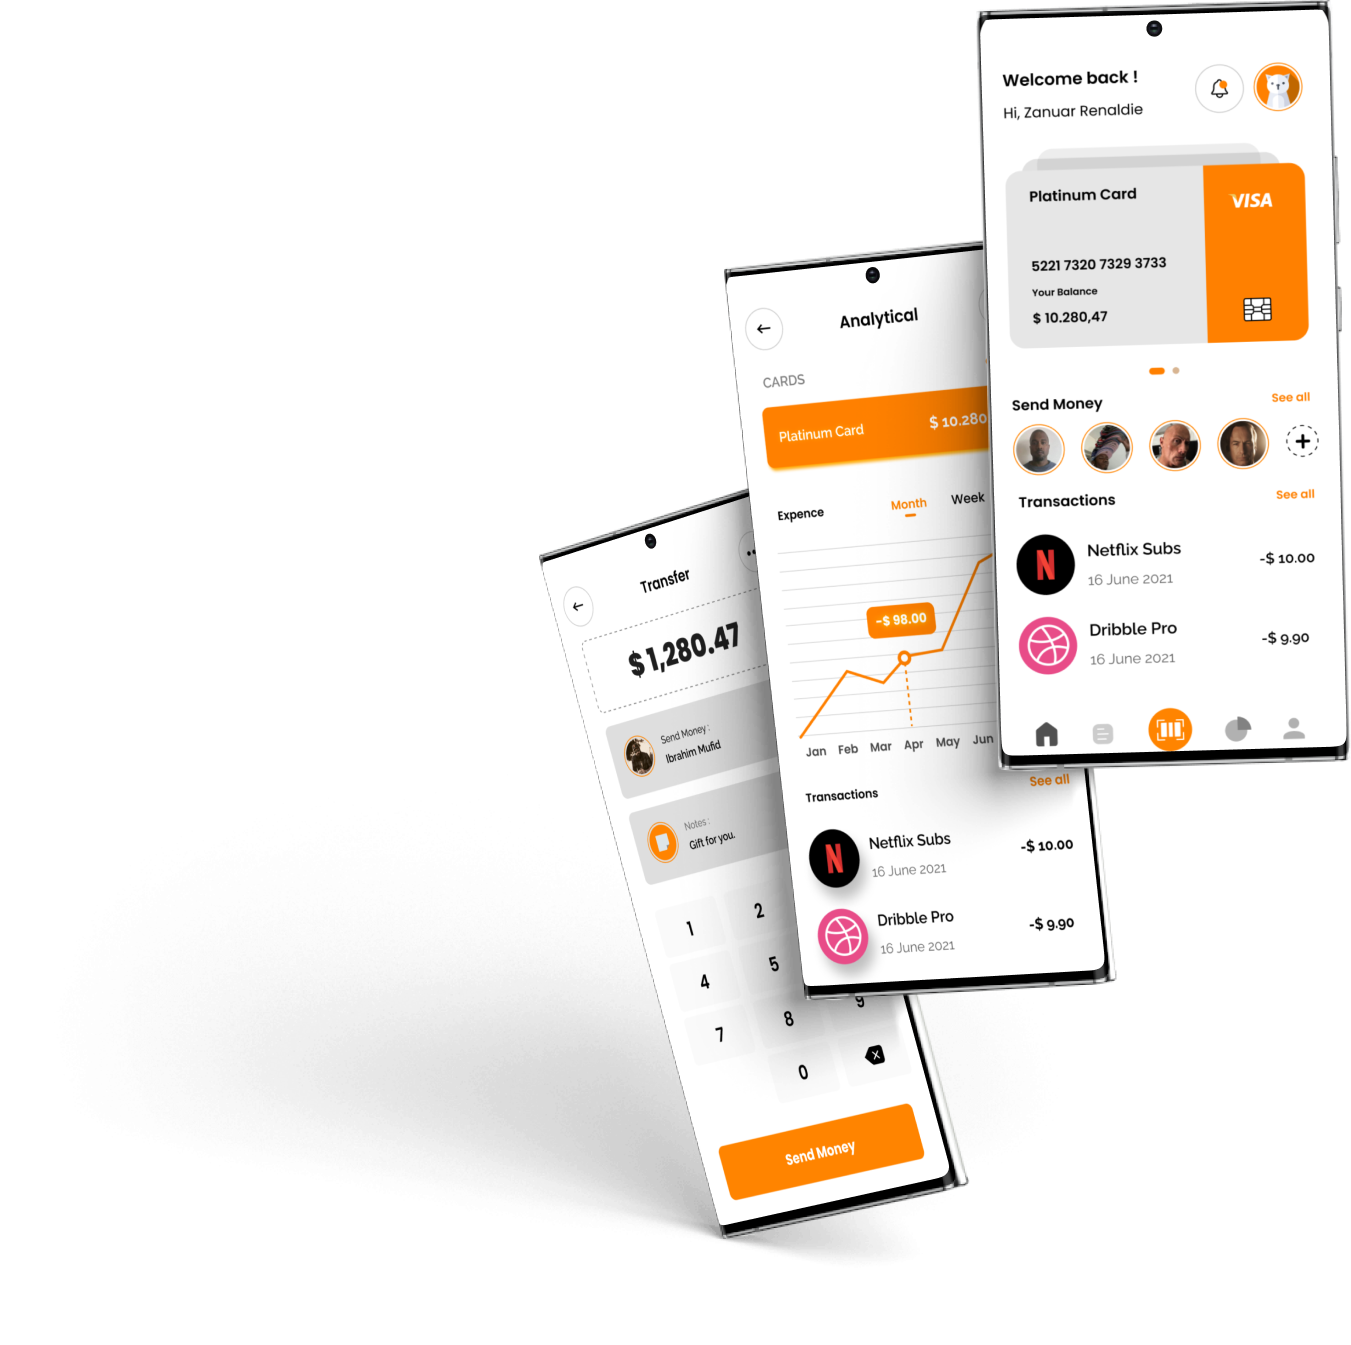 Welcome back !
Hi, Zanuar Renaldie
Platinum Card
VISA
5221 7320 7329 3733
Your Balance
$ 10.280,47
Send Money
See all
Transactions
See all
N
Netflix Subs
-$ 10.00
16 June 2021
Dribble Pro
-$ 9.90
16 June 2021
Analytical
CARDS
Platinum Card
$ 10.280
Expence
Month
Week
-$ 98.00
Jan Feb Mar Apr May Jun
Transactions
See all
N
Netflix Subs
-$ 10.00
16 June 2021
Dribble Pro
-$ 9.90
16 June 2021
Transfer
$1,280.47
Send Money :
Ibrahim Mufid
Notes :
Gift for you.
1 2
4 5
7 8 9
0
Send Money